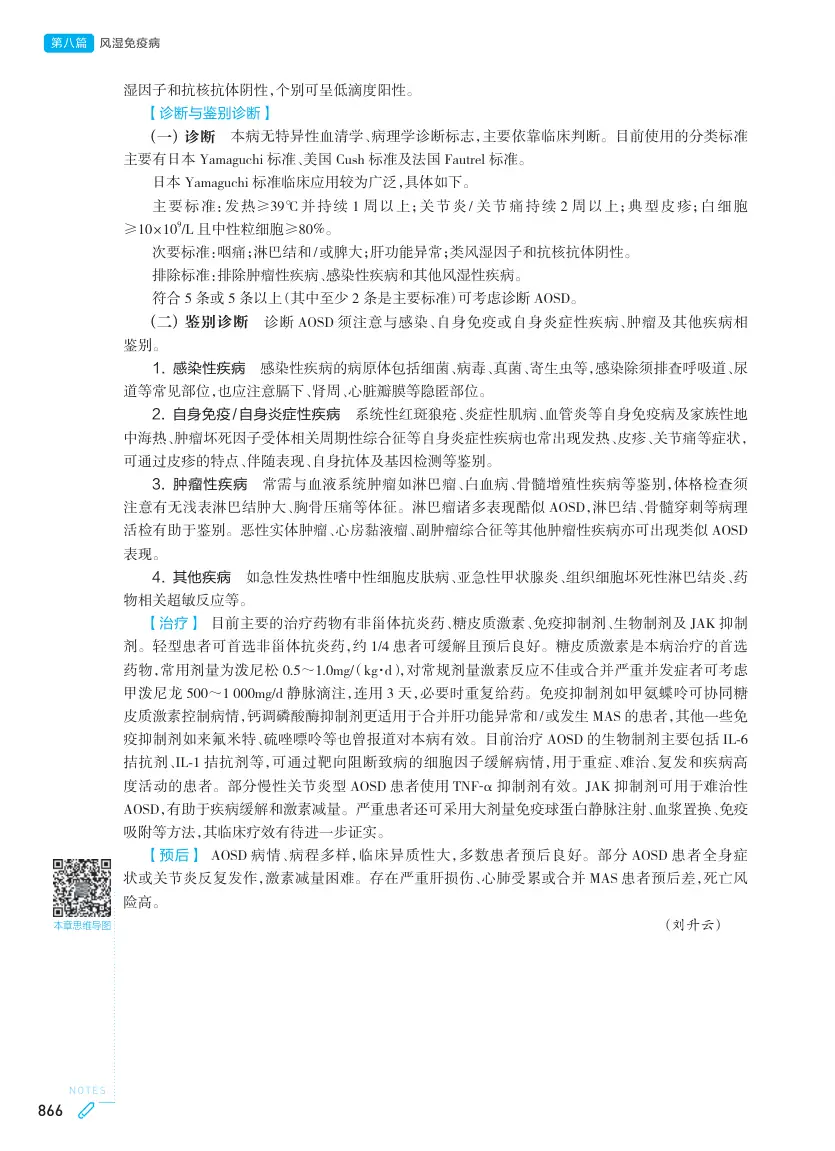 第八篇 风湿免疫病
湿因子和抗核抗体阴性,个别可呈低滴度阳性。
【诊断与鉴别诊断】
(一) 诊断 本病无特异性血清学、病理学诊断标志,主要依靠临床判断。目前使用的分类标准
主要有日本 Yamaguchi 标准、美国 Cush 标准及法国 Fautrel 标准。
日本 Yamaguchi 标准临床应用较为广泛,具体如下。
主要标准:发热≥39℃并持续 1 周以上;关节炎/关节痛持续 2 周以上;典型皮疹;白细胞
≥10×10⁹/L 且中性粒细胞≥80%。
次要标准:咽痛;淋巴结和/或脾大;肝功能异常;类风湿因子和抗核抗体阴性。
排除标准:排除肿瘤性疾病、感染性疾病和其他风湿性疾病。
符合 5 条或 5 条以上(其中至少 2 条是主要标准)可考虑诊断 AOSD。
(二) 鉴别诊断 诊断 AOSD 须注意与感染、自身免疫或自身炎症性疾病、肿瘤及其他疾病相
鉴别。
1. 感染性疾病 感染性疾病的病原体包括细菌、病毒、真菌、寄生虫等,感染除须排查呼吸道、尿
道等常见部位,也应注意膈下、肾周、心脏瓣膜等隐匿部位。
2. 自身免疫/自身炎症性疾病 系统性红斑狼疮、炎症性肌病、血管炎等自身免疫病及家族性地
中海热、肿瘤坏死因子受体相关周期性综合征等自身炎症性疾病也常出现发热、皮疹、关节痛等症状,
可通过皮疹的特点、伴随表现、自身抗体及基因检测等鉴别。
3. 肿瘤性疾病 常需与血液系统肿瘤如淋巴瘤、白血病、骨髓增殖性疾病等鉴别,体格检查须
注意有无浅表淋巴结肿大、胸骨压痛等体征。淋巴瘤诸多表现酷似 AOSD,淋巴结、骨髓穿刺等病理
活检有助于鉴别。恶性实体肿瘤、心房黏液瘤、副肿瘤综合征等其他肿瘤性疾病亦可出现类似 AOSD
表现。
4. 其他疾病 如急性发热性嗜中性细胞皮肤病、亚急性甲状腺炎、组织细胞坏死性淋巴结炎、药
物相关超敏反应等。
【治疗】 目前主要的治疗药物有非甾体抗炎药、糖皮质激素、免疫抑制剂、生物制剂及 JAK 抑制
剂。轻型患者可首选非甾体抗炎药,约 1/4 患者可缓解且预后良好。糖皮质激素是本病治疗的首选
药物,常用剂量为泼尼松 0.5～1.0mg/(kg·d),对常规剂量激素反应不佳或合并严重并发症者可考虑
甲泼尼龙 500～1 000mg/d 静脉滴注,连用 3 天,必要时重复给药。免疫抑制剂如甲氨蝶呤可协同糖
皮质激素控制病情,钙调磷酸酶抑制剂更适用于合并肝功能异常和/或发生 MAS 的患者,其他一些免
疫抑制剂如来氟米特、硫唑嘌呤等也曾报道对本病有效。目前治疗 AOSD 的生物制剂主要包括 IL-6
拮抗剂、IL-1 拮抗剂等,可通过靶向阻断致病的细胞因子缓解病情,用于重症、难治、复发和疾病高
度活动的患者。部分慢性关节炎型 AOSD 患者使用 TNF-α 抑制剂有效。JAK 抑制剂可用于难治性
AOSD,有助于疾病缓解和激素减量。严重患者还可采用大剂量免疫球蛋白静脉注射、血浆置换、免疫
吸附等方法,其临床疗效有待进一步证实。
【预后】 AOSD 病情、病程多样,临床异质性大,多数患者预后良好。部分 AOSD 患者全身症
状或关节炎反复发作,激素减量困难。存在严重肝损伤、心肺受累或合并 MAS 患者预后差,死亡风
险高。
(刘升云)
本章思维导图
NOTES
866